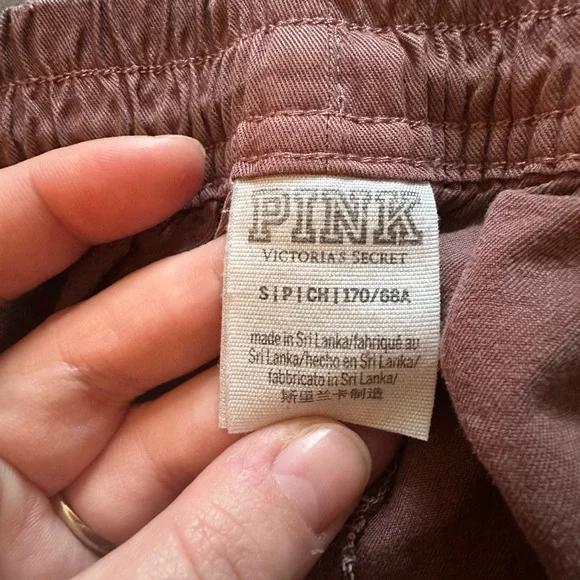 PINK
VICTORIA'S SECRET
S|P|CH|170/68A
made in Sri Lanka/fabriqué au
Sri Lanka/hecho en Sri Lanka/
fabbricato in Sri Lanka/
斯里兰卡制造